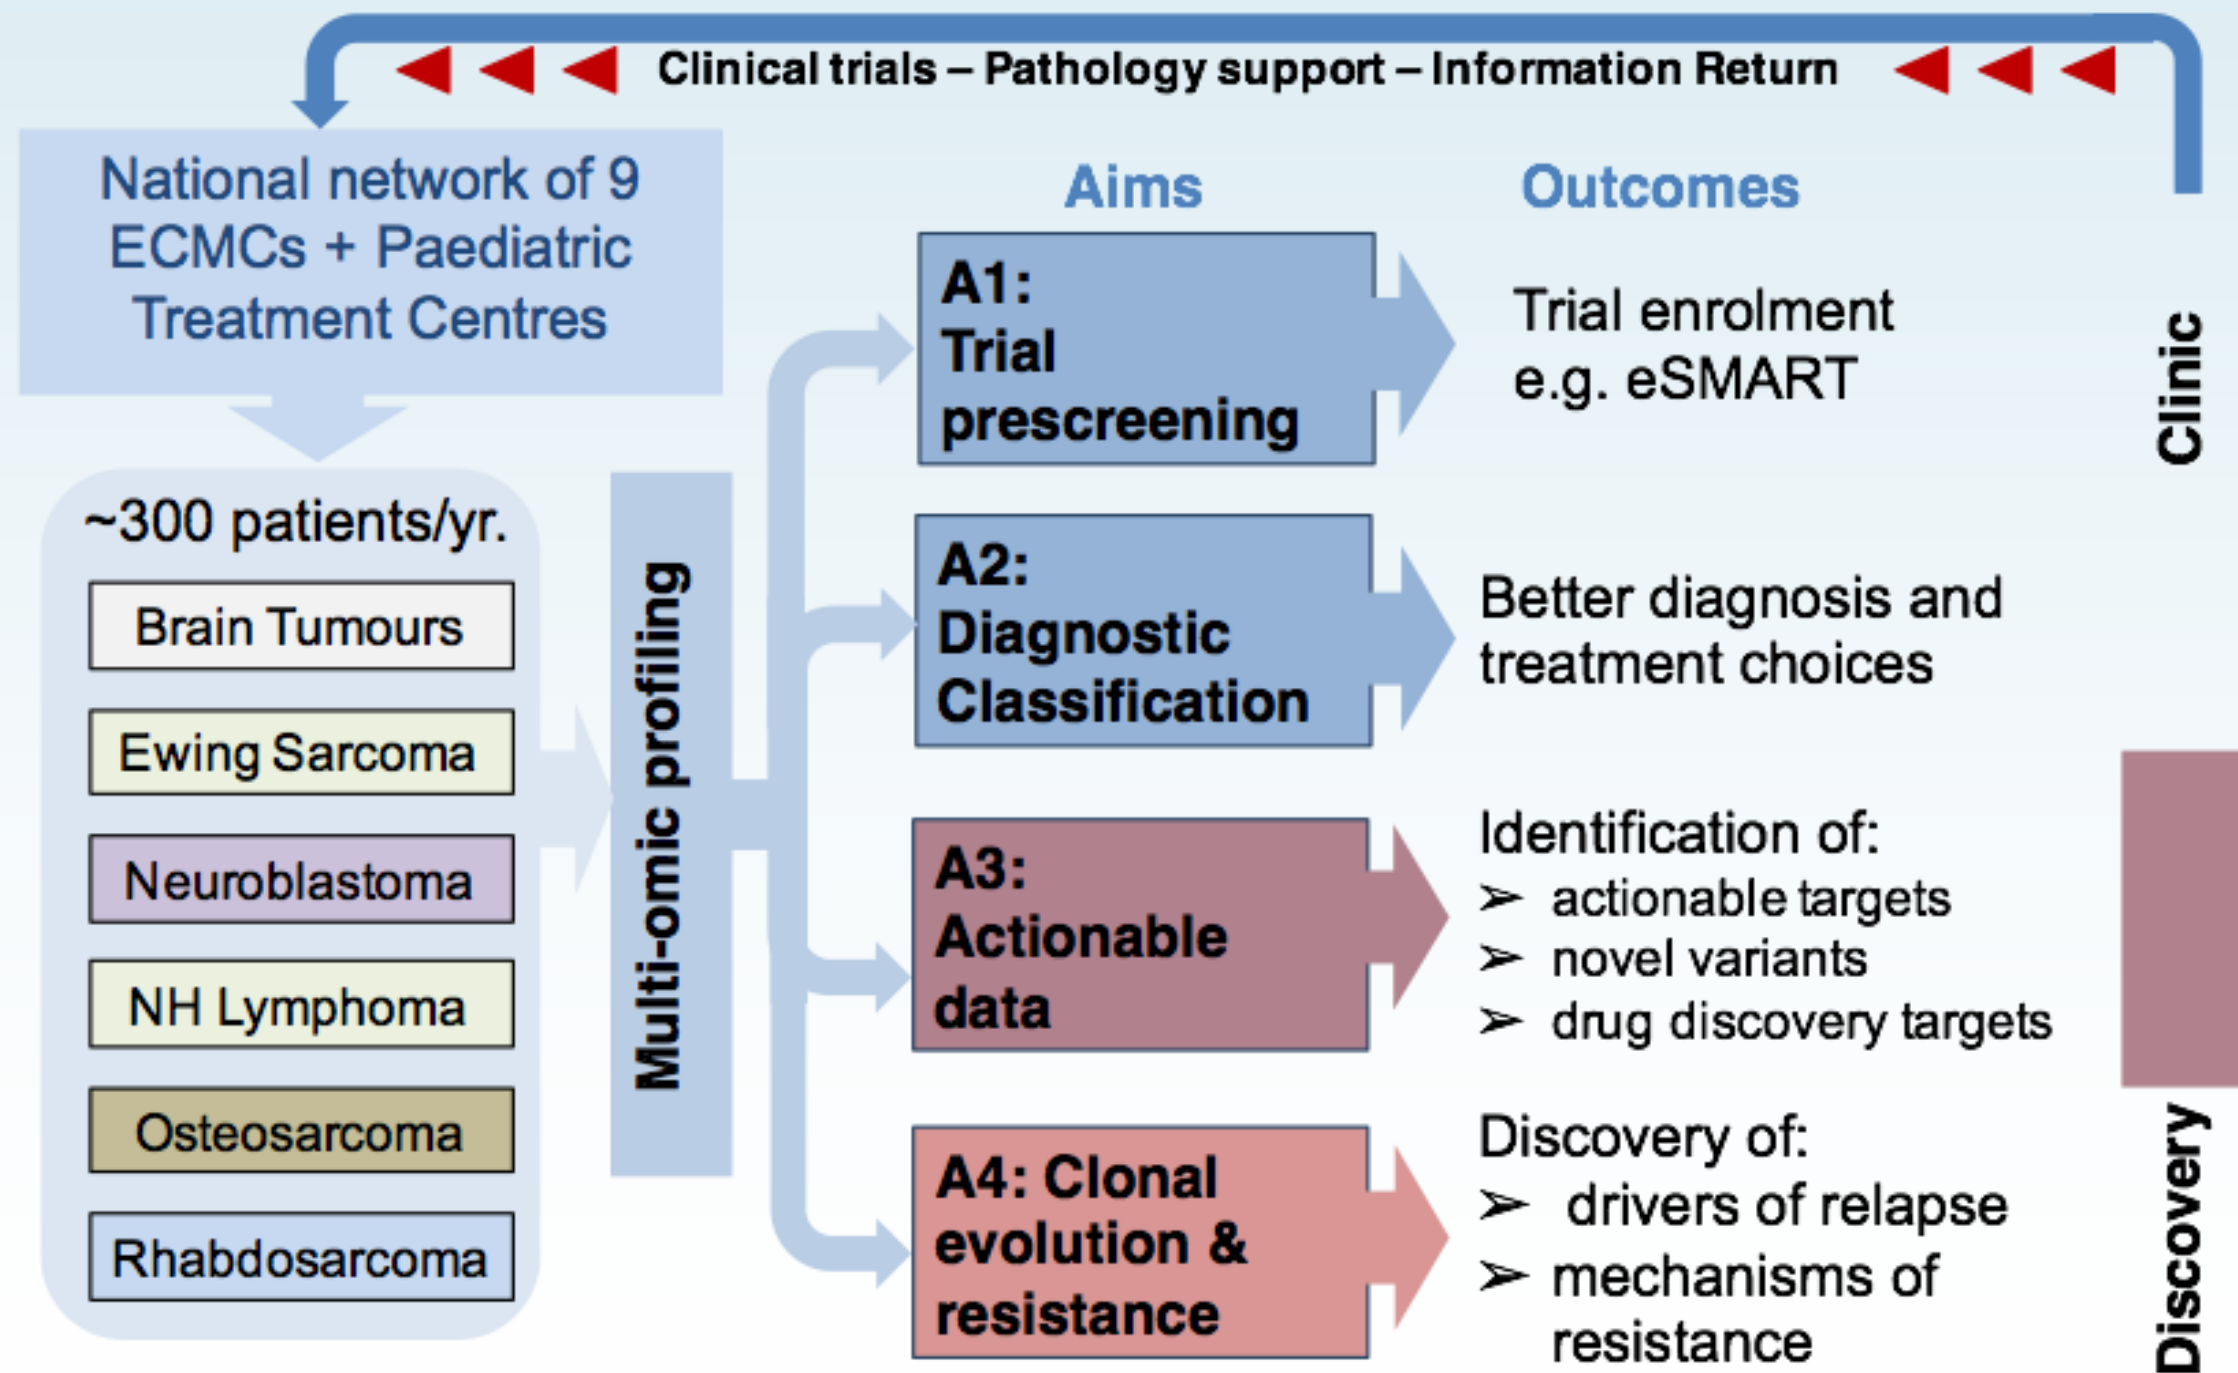 Clinical trials – Pathology support – Information Return
National network of 9
ECMCs + Paediatric
Treatment Centres
~300 patients/yr.
Brain Tumours
Ewing Sarcoma
Neuroblastoma
NH Lymphoma
Osteosarcoma
Rhabdosarcoma
Multi-omic profiling
Aims
A1:
Trial
prescreening
A2:
Diagnostic
Classification
A3:
Actionable
data
A4: Clonal
evolution &
resistance
Outcomes
Trial enrolment
e.g. eSMART
Better diagnosis and
treatment choices
Identification of:
➢ actionable targets
➢ novel variants
➢ drug discovery targets
Discovery of:
➢ drivers of relapse
➢ mechanisms of
resistance
Clinic
Discovery